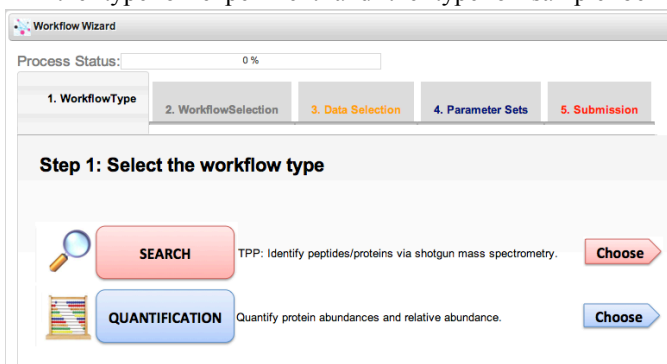 Workflow Wizard
Process Status: 0 %
1. WorkflowType 2. WorkflowSelection 3. Data Selection 4. Parameter Sets 5. Submission
Step 1: Select the workflow type
SEARCH TPP: Identify peptides/proteins via shotgun mass spectrometry. Choose
QUANTIFICATION Quantify protein abundances and relative abundance. Choose